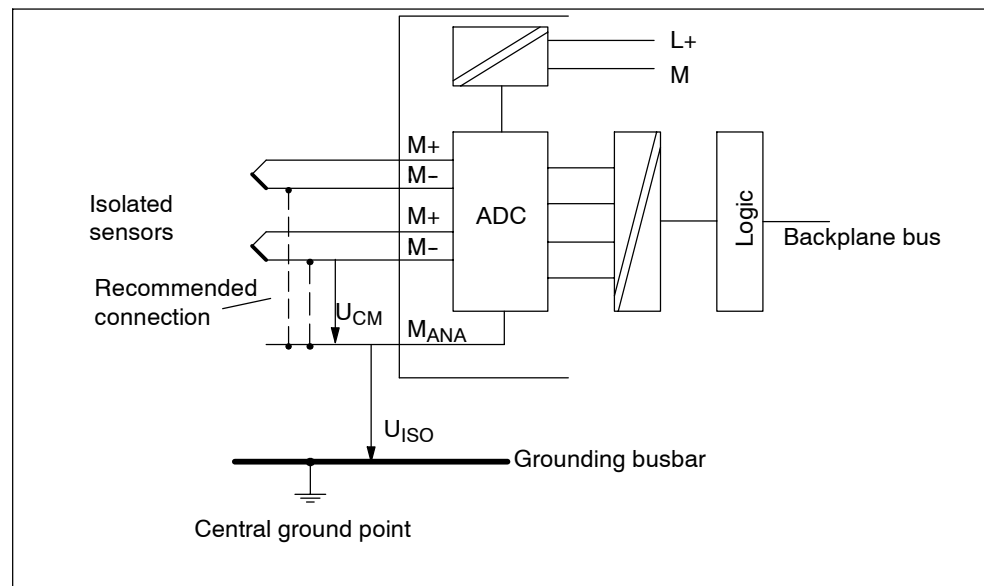 L+
M
M+
M-
M+
M-
ADC
Logic
Backplane bus
Isolated
sensors
Recommended
connection
UCM
MANA
UISO
Grounding busbar
Central ground point